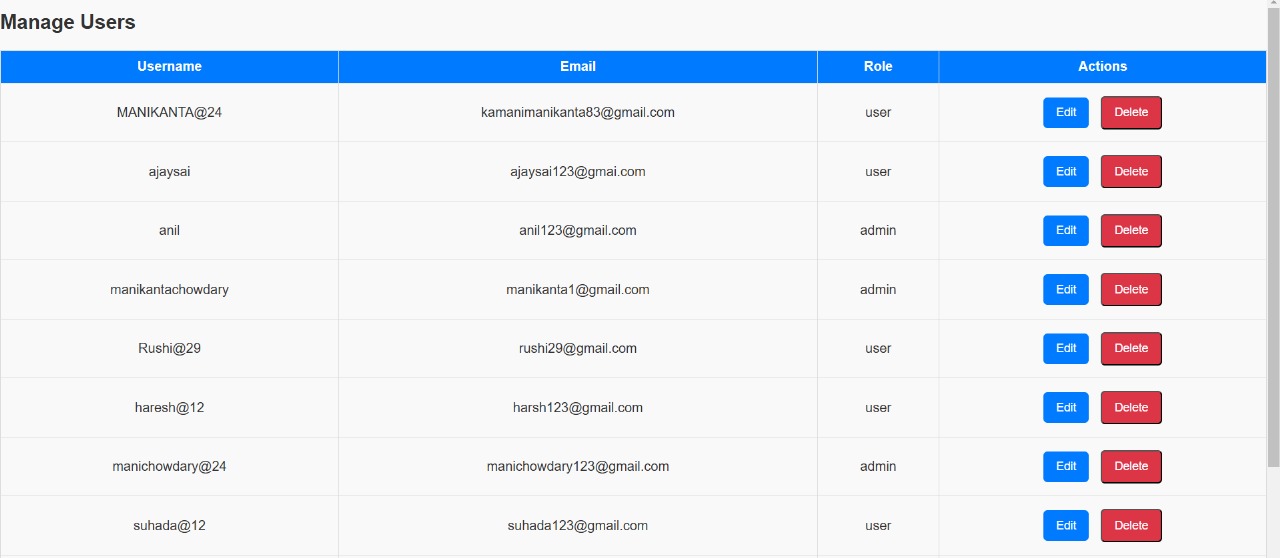 Manage Users
Username Email Role Actions
MANIKANTA@24 kamanimanikanta83@gmail.com user Edit Delete
ajaysai ajaysai123@gmai.com user Edit Delete
anil anil123@gmail.com admin Edit Delete
manikantachowdary manikanta1@gmail.com admin Edit Delete
Rushi@29 rushi29@gmail.com user Edit Delete
haresh@12 harsh123@gmail.com user Edit Delete
manichowdary@24 manichowdary123@gmail.com admin Edit Delete
suhada@12 suhada123@gmail.com user Edit Delete